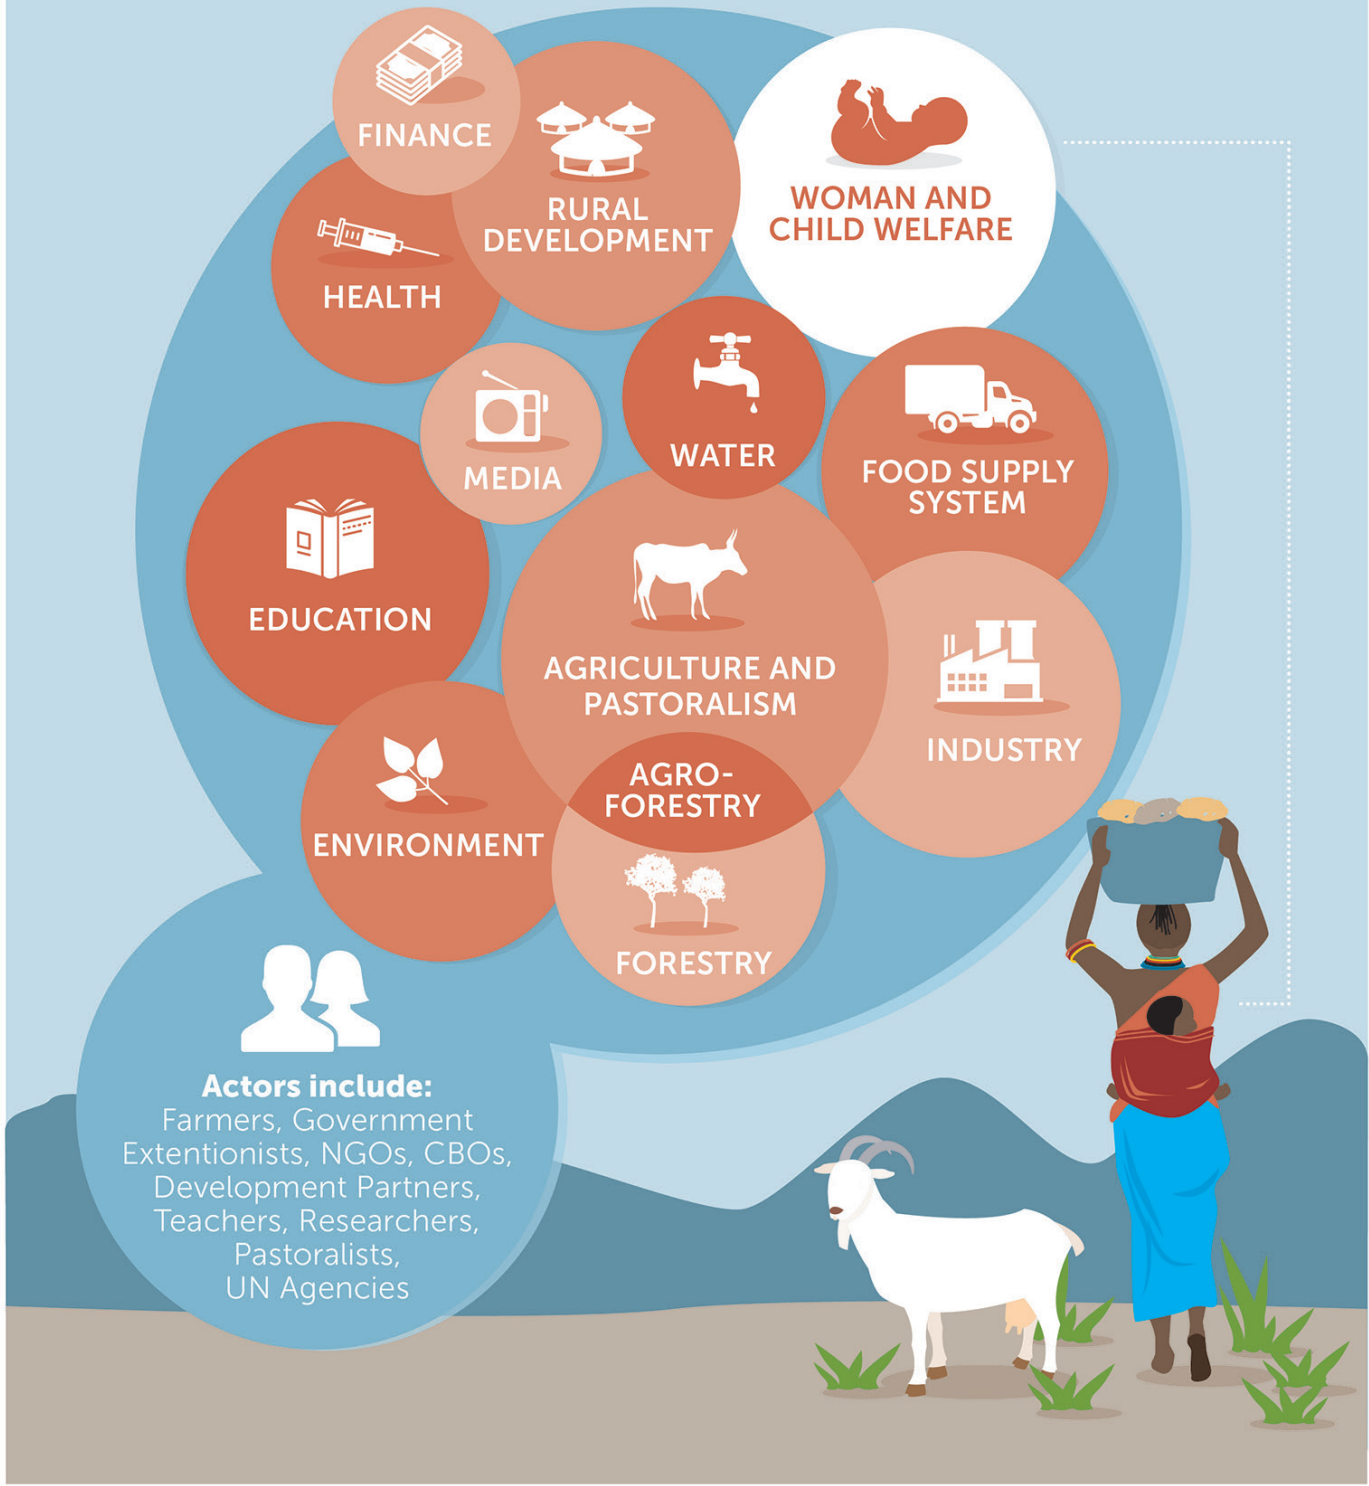 FINANCE
RURAL
DEVELOPMENT
WOMAN AND
CHILD WELFARE
HEALTH
MEDIA
WATER
FOOD SUPPLY
SYSTEM
EDUCATION
AGRICULTURE AND
PASTORALISM
INDUSTRY
AGRO-
FORESTRY
ENVIRONMENT
FORESTRY
Actors include:
Farmers, Government
Extentionists, NGOs, CBOs,
Development Partners,
Teachers, Researchers,
Pastoralists,
UN Agencies